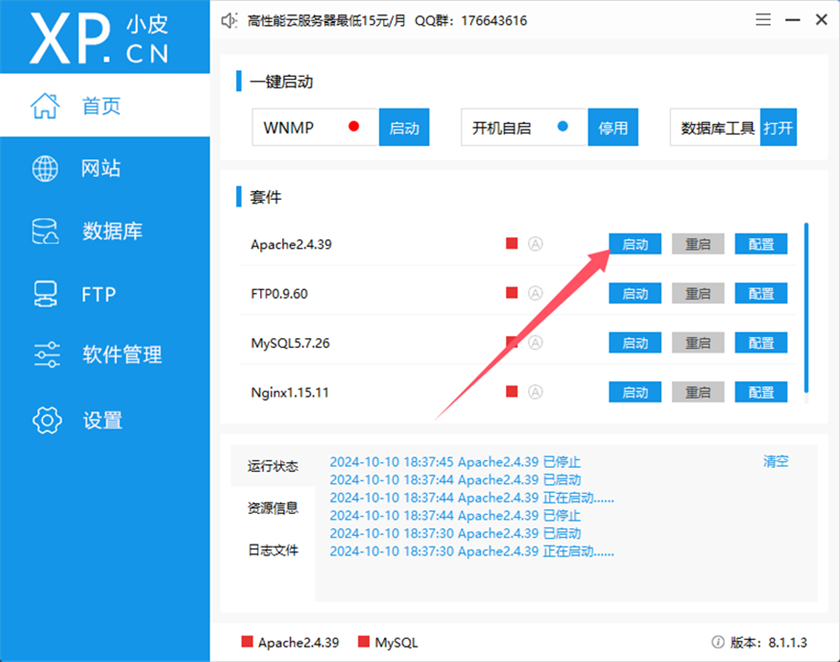 XP.CN 小皮
高性能云服务器最低15元/月 QQ群：176643616
首页
网站
数据库
FTP
软件管理
设置
一键启动
WNMP 启动 开机自启 停用 数据库工具 打开
套件
Apache2.4.39 A 启动 重启 配置
FTP0.9.60 A 启动 重启 配置
MySQL5.7.26 A 启动 重启 配置
Nginx1.15.11 A 启动 重启 配置
运行状态
资源信息
日志文件
2024-10-10 18:37:45 Apache2.4.39 已停止
2024-10-10 18:37:44 Apache2.4.39 已启动
2024-10-10 18:37:44 Apache2.4.39 正在启动......
2024-10-10 18:37:44 Apache2.4.39 已停止
2024-10-10 18:37:30 Apache2.4.39 已启动
2024-10-10 18:37:30 Apache2.4.39 正在启动......
清空
Apache2.4.39 MySQL
版本：8.1.1.3